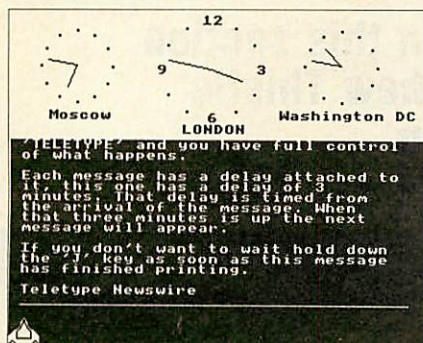 12
9 3
6
Moscow LONDON Washington DC
'TELETYPE' and you have full control
of what happens.
Each message has a delay attached to
it, this one has a delay of 3
minutes. That delay is timed from
the arrival of the message. When
that three minutes is up the next
message will appear.
If you don't want to wait hold down
the 'J' key as soon as this message
has finished printing.
Teletype Newswire